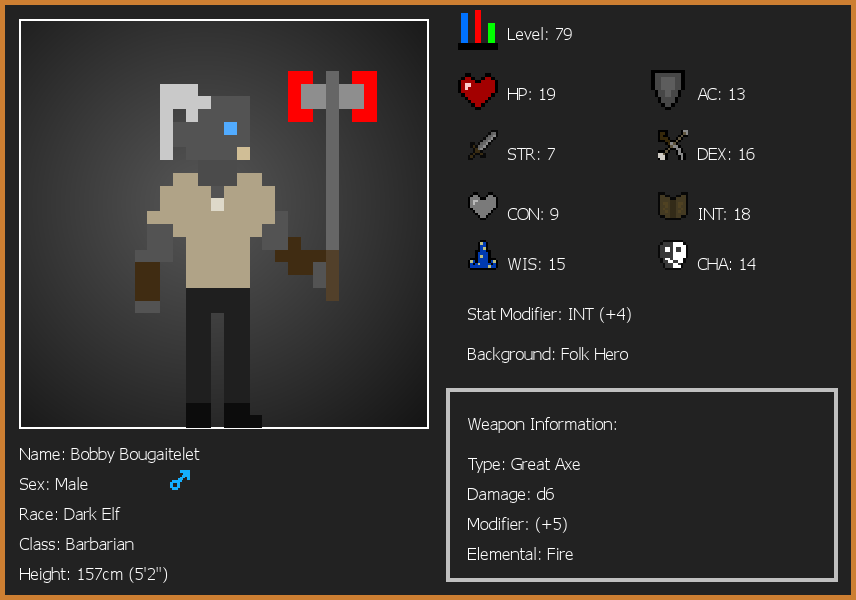 Level: 79
HP: 19
AC: 13
STR: 7
DEX: 16
CON: 9
INT: 18
WIS: 15
CHA: 14
Stat Modifier: INT (+4)
Background: Folk Hero
Weapon Information:
Type: Great Axe
Damage: d6
Modifier: (+5)
Elemental: Fire
Name: Bobby Bougaitelet
Sex: Male
Race: Dark Elf
Class: Barbarian
Height: 157cm (5'2")